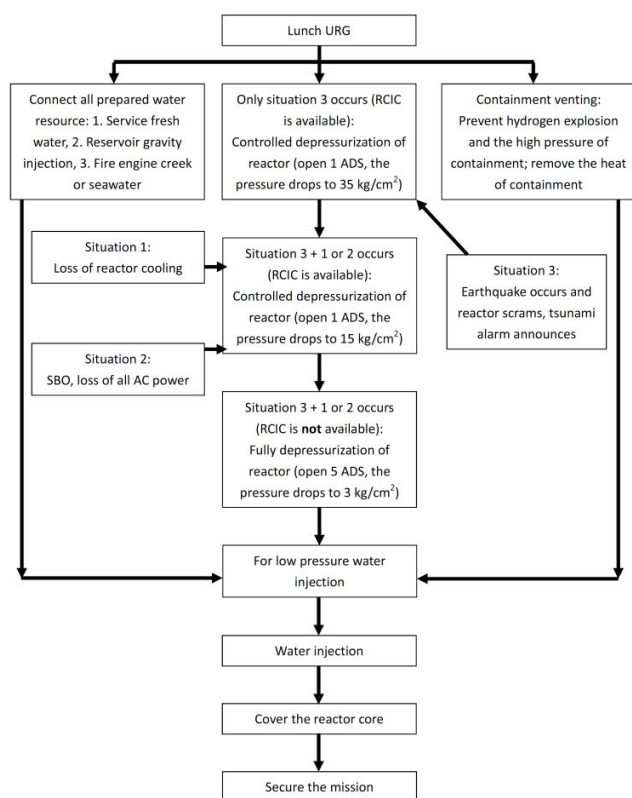 Lunch URG
Connect all prepared water
resource: 1. Service fresh
water, 2. Reservoir gravity
injection, 3. Fire engine creek
or seawater
Only situation 3 occurs (RCIC
is available):
Controlled depressurization of
reactor (open 1 ADS, the
pressure drops to 35 kg/cm²)
Containment venting:
Prevent hydrogen explosion
and the high pressure of
containment; remove the heat
of containment
Situation 1:
Loss of reactor cooling
Situation 3 + 1 or 2 occurs
(RCIC is available):
Controlled depressurization of
reactor (open 1 ADS, the
pressure drops to 15 kg/cm²)
Situation 3:
Earthquake occurs and
reactor scrams, tsunami
alarm announces
Situation 2:
SBO, loss of all AC power
Situation 3 + 1 or 2 occurs
(RCIC is not available):
Fully depressurization of
reactor (open 5 ADS, the
pressure drops to 3 kg/cm²)
For low pressure water
injection
Water injection
Cover the reactor core
Secure the mission